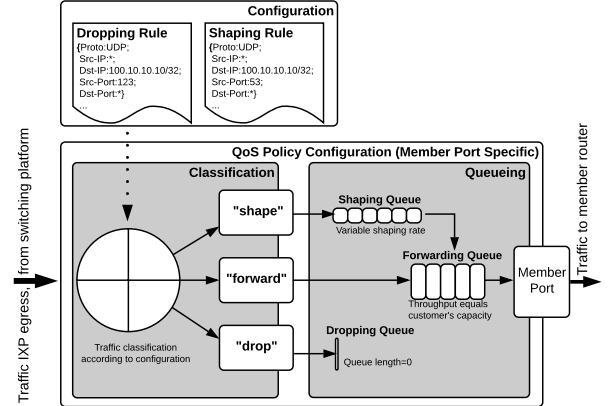 Configuration
Dropping Rule
{Proto:UDP;
Src-IP:*;
Dst-IP:100.10.10.10/32;
Src-Port:123;
Dst-Port:*}
...
Shaping Rule
{Proto:UDP;
Src-IP:*;
Dst-IP:100.10.10.10/32;
Src-Port:53;
Dst-Port:*}
...
Traffic IXP egress, from switching platform
QoS Policy Configuration (Member Port Specific)
Classification
Traffic classification
according to configuration
"shape"
"forward"
"drop"
Queueing
Shaping Queue
Variable shaping rate
Forwarding Queue
Throughput equals
customer's capacity
Dropping Queue
Queue length=0
Member
Port
Traffic to member router